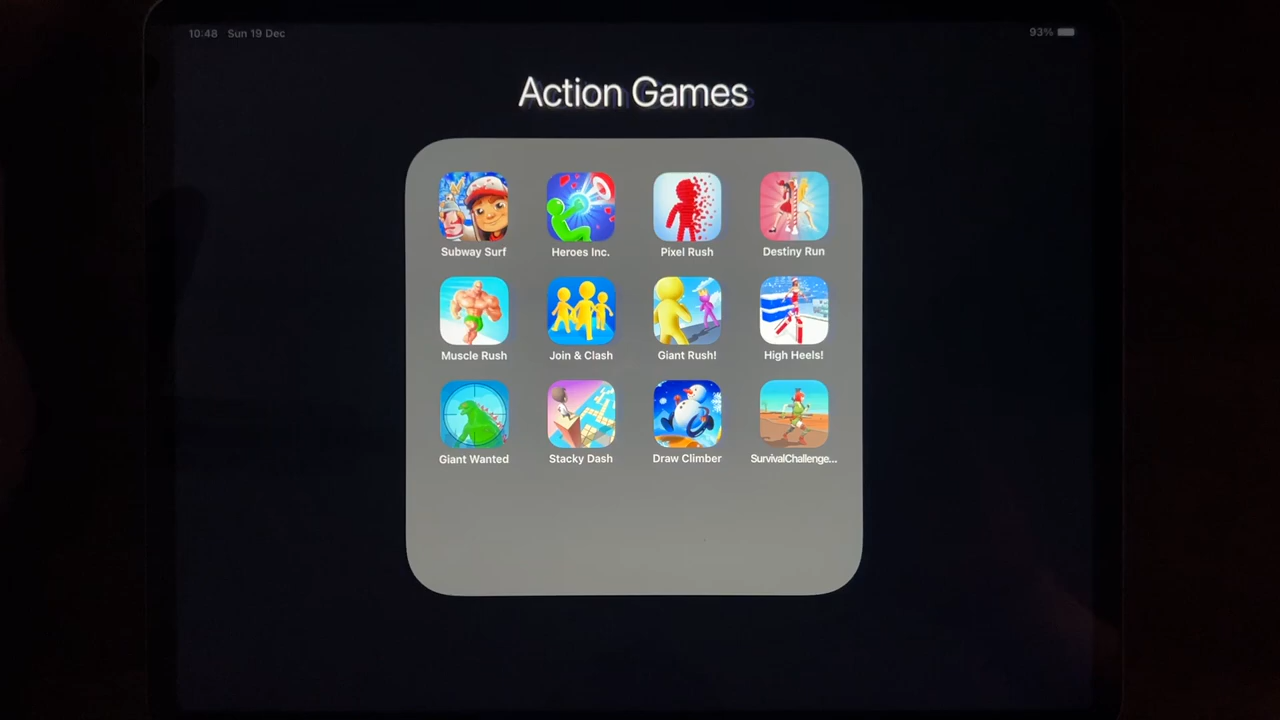 10:48 Sun 19 Dec
93%
Action Games
Subway Surf
Heroes Inc.
Pixel Rush
Destiny Run
Muscle Rush
Join & Clash
Giant Rush!
High Heels!
Giant Wanted
Stacky Dash
Draw Climber
SurvivalChallenge...